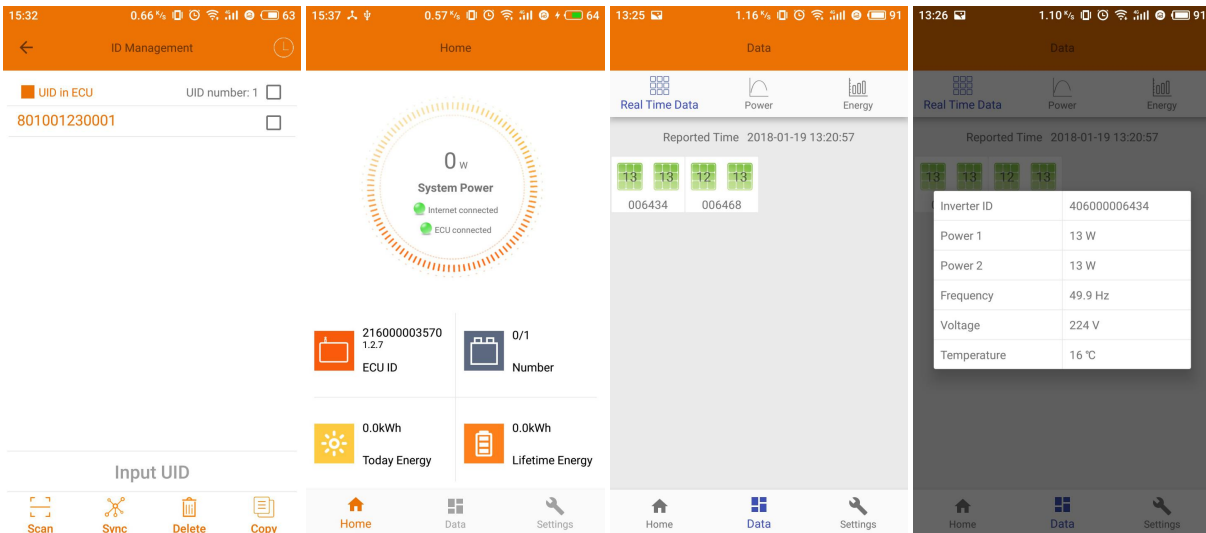 15:32 0.66 K/s 63
ID Management
UID in ECU UID number: 1
801001230001
Input UID
Scan Sync Delete Copy
15:37 0.57 K/s 64
Home
0 W
System Power
Internet connected
ECU connected
216000003570
1.2.7
ECU ID
0/1
Number
0.0kWh
Today Energy
0.0kWh
Lifetime Energy
Home Data Settings
13:25 1.16 K/s 91
Data
Real Time Data Power Energy
Reported Time 2018-01-19 13:20:57
13 13 12 13
006434 006468
Home Data Settings
13:26 1.10 K/s 91
Data
Real Time Data Power Energy
Reported Time 2018-01-19 13:20:57
13 13 12 13
Inverter ID 406000006434
Power 1 13 W
Power 2 13 W
Frequency 49.9 Hz
Voltage 224 V
Temperature 16 ℃
Home Data Settings